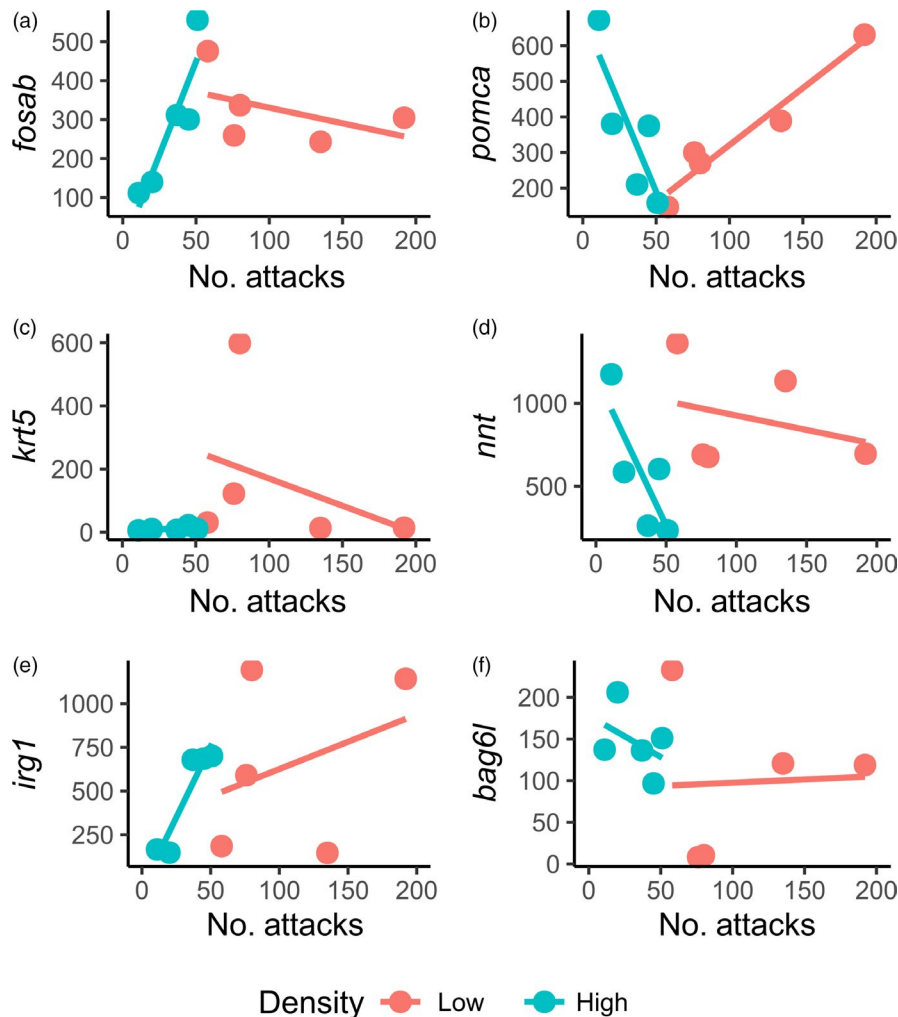 (a)
fosab
500
400
300
200
100
0 50 100 150 200
No. attacks
(b)
pomca
600
500
400
300
200
0 50 100 150 200
No. attacks
(c)
krt5
600
400
200
0
0 50 100 150 200
No. attacks
(d)
nnt
1000
500
0 50 100 150 200
No. attacks
(e)
irg1
1000
750
500
250
0 50 100 150 200
No. attacks
(f)
bag6l
200
150
100
50
0
0 50 100 150 200
No. attacks
Density Low High